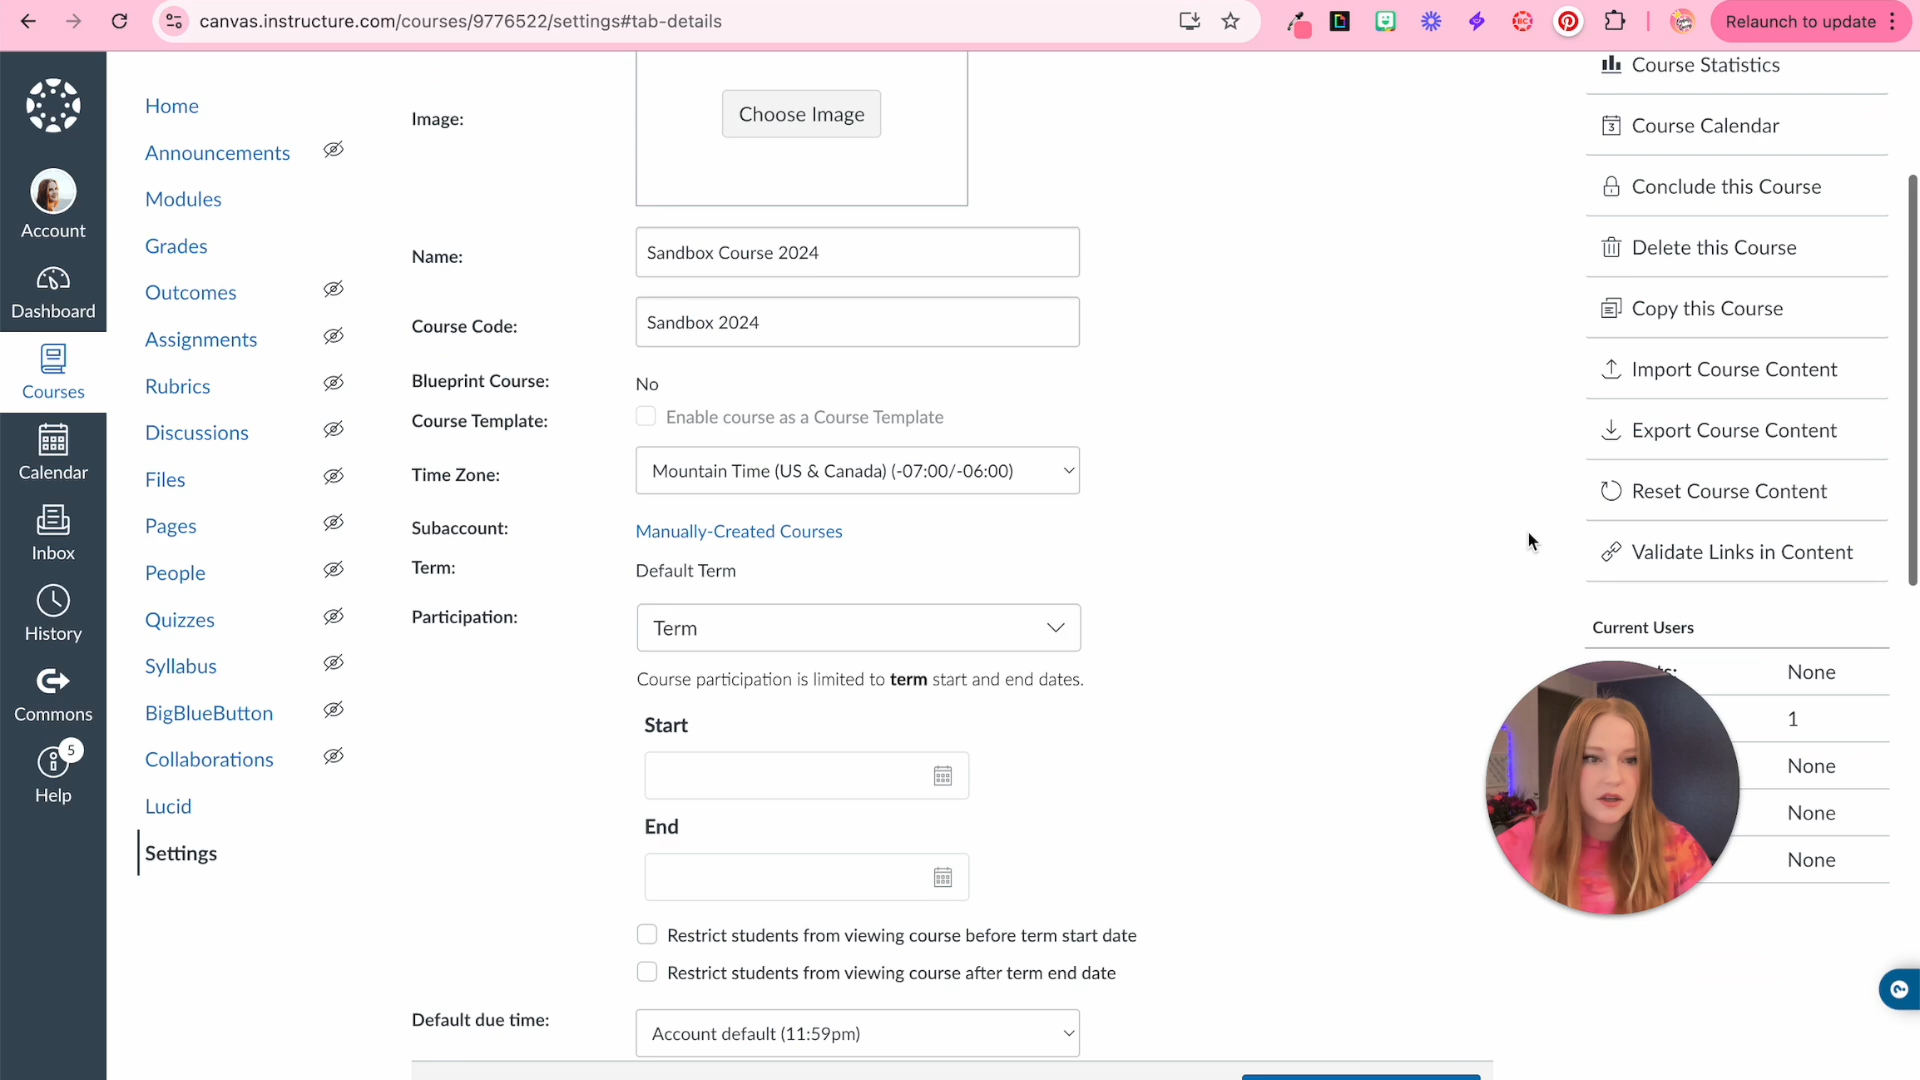 canvas.instructure.com/courses/9776522/settings#tab-details
Relaunch to update
Account
Dashboard
Courses
Calendar
Inbox
History
Commons
5
Help
Home
Announcements
Modules
Grades
Outcomes
Assignments
Rubrics
Discussions
Files
Pages
People
Quizzes
Syllabus
BigBlueButton
Collaborations
Lucid
Settings
Image:
Choose Image
Name:
Sandbox Course 2024
Course Code:
Sandbox 2024
Blueprint Course:
No
Course Template:
Enable course as a Course Template
Time Zone:
Mountain Time (US & Canada) (-07:00/-06:00)
Subaccount:
Manually-Created Courses
Term:
Default Term
Participation:
Term
Course participation is limited to term start and end dates.
Start
End
Restrict students from viewing course before term start date
Restrict students from viewing course after term end date
Default due time:
Account default (11:59pm)
Course Statistics
3
Course Calendar
Conclude this Course
Delete this Course
Copy this Course
Import Course Content
Export Course Content
Reset Course Content
Validate Links in Content
Current Users
None
1
None
None
None